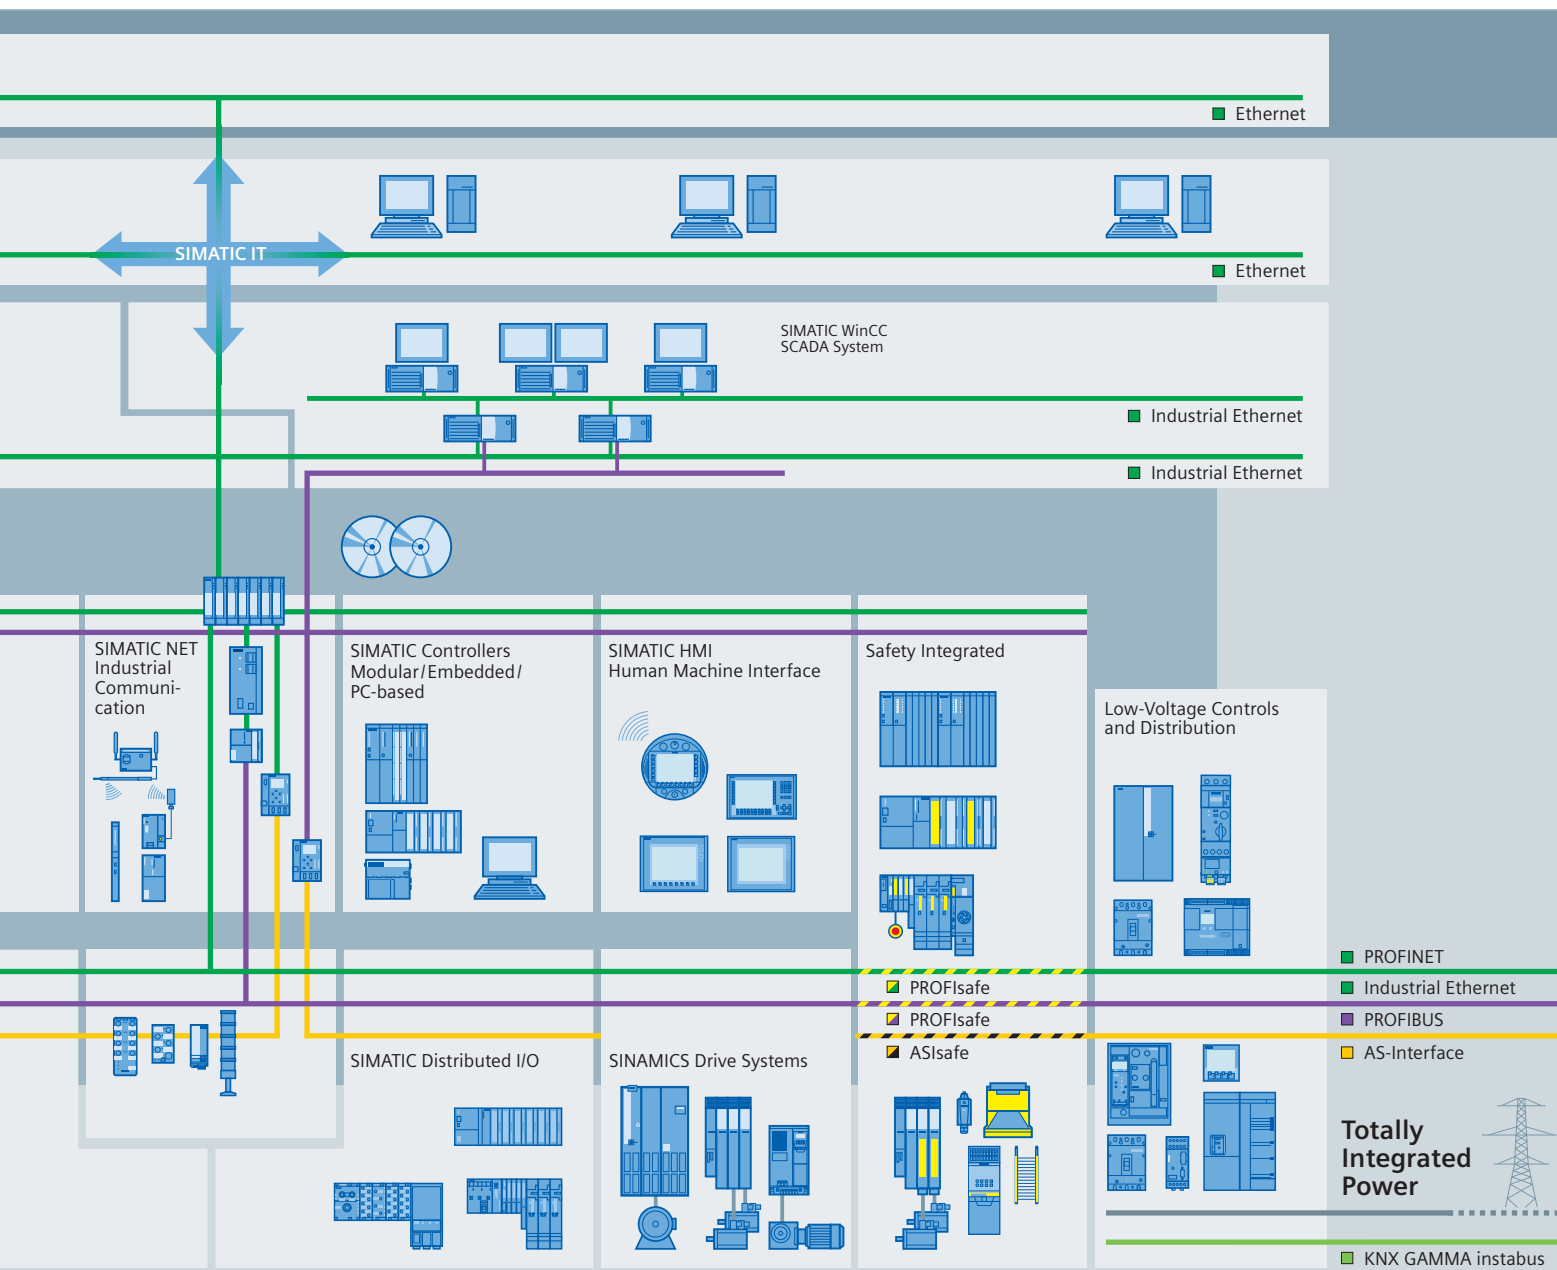 Ethernet
SIMATIC IT
Ethernet
SIMATIC WinCC
SCADA System
Industrial Ethernet
Industrial Ethernet
SIMATIC NET
Industrial
Communi-
cation
SIMATIC Controllers
Modular/Embedded/
PC-based
SIMATIC HMI
Human Machine Interface
Safety Integrated
Low-Voltage Controls
and Distribution
PROFINET
PROFIsafe
Industrial Ethernet
PROFIsafe
PROFIBUS
ASIsafe
AS-Interface
SIMATIC Distributed I/O
SINAMICS Drive Systems
Totally
Integrated
Power
KNX GAMMA instabus